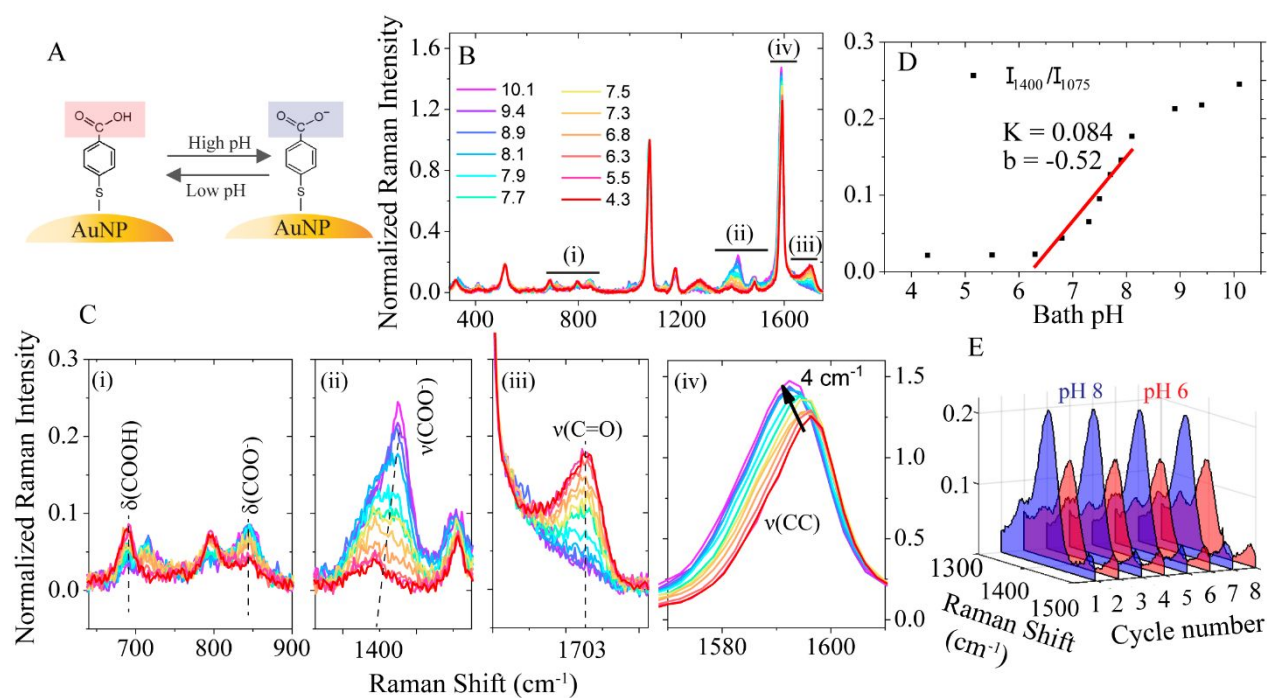 A
O
OH
S
AuNP
High pH
Low pH
O
O⁻
S
AuNP
B
Normalized Raman Intensity
1.6
1.2
0.8
0.4
0.0
10.1
9.4
8.9
8.1
7.9
7.7
7.5
7.3
6.8
6.3
5.5
4.3
(i)
(ii)
(iii)
(iv)
400
800
1200
1600
D
0.3
0.2
0.1
0.0
I₁₄₀₀/I₁₀₇₅
K = 0.084
b = -0.52
4 5 6 7 8 9 10
Bath pH
C
Normalized Raman Intensity
0.3
0.2
0.1
0.0
(i)
δ(COOH)
δ(COO⁻)
700 800 900
(ii)
ν(COO⁻)
1400
(iii)
ν(C=O)
1703
(iv)
4 cm⁻¹
ν(CC)
1580 1600
1.5
1.0
0.5
0.0
Raman Shift (cm⁻¹)
E
pH 8
pH 6
0.2
0.1
1300
1400
1500
Raman Shift
(cm⁻¹)
1 2 3 4 5 6 7 8
Cycle number